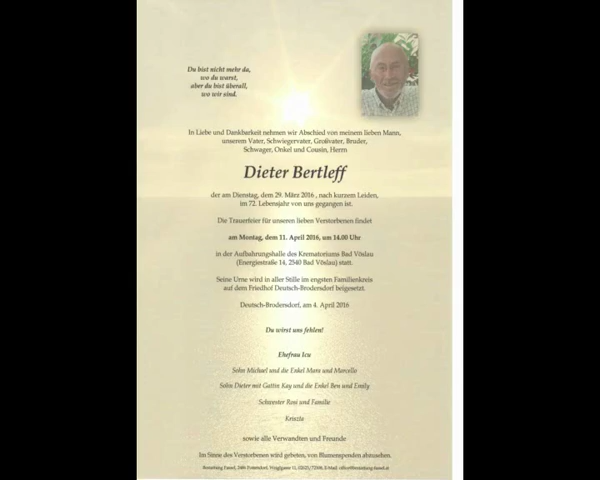 Du bist nicht mehr da,
wo du warst,
aber du bist überall,
wo wir sind.
In Liebe und Dankbarkeit nehmen wir Abschied von meinem lieben Mann,
unserem Vater, Schwiegervater, Großvater, Bruder,
Schwager, Onkel und Cousin, Herrn
Dieter Bertleff
der am Dienstag, dem 29. März 2016 , nach kurzem Leiden,
im 72. Lebensjahr von uns gegangen ist.
Die Trauerfeier für unseren lieben Verstorbenen findet
am Montag, dem 11. April 2016, um 14.00 Uhr
in der Aufbahrungshalle des Krematoriums Bad Vöslau
(Energiestraße 14, 2540 Bad Vöslau) statt.
Seine Urne wird in aller Stille im engsten Familienkreis
auf dem Friedhof Deutsch-Brodersdorf beigesetzt.
Deutsch-Brodersdorf, am 4. April 2016
Du wirst uns fehlen!
Ehefrau Icu
Sohn Michael und die Enkel Mara und Marcello
Sohn Dieter mit Gattin Kay und die Enkel Ben und Emily
Schwester Rosi und Familie
sowie alle Verwandten und Freunde
Im Sinne des Verstorbenen wird gebeten, von Blumenspenden abzusehen.